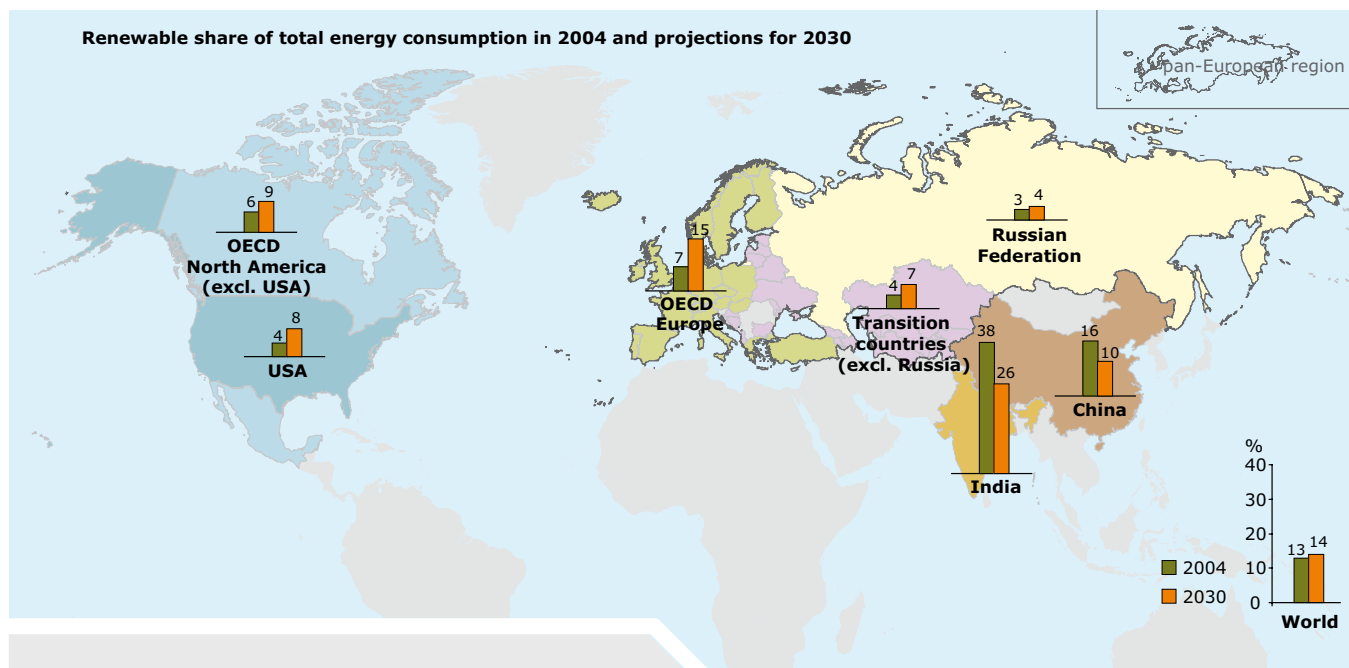 Renewable share of total energy consumption in 2004 and projections for 2030
pan-European region
6
9
OECD
North America
(excl. USA)
4
8
USA
7
15
OECD
Europe
3
4
Russian
Federation
4
7
Transition
countries
(excl. Russia)
38
26
India
16
10
China
%
40
30
20
10
0
13
14
World
2004
2030